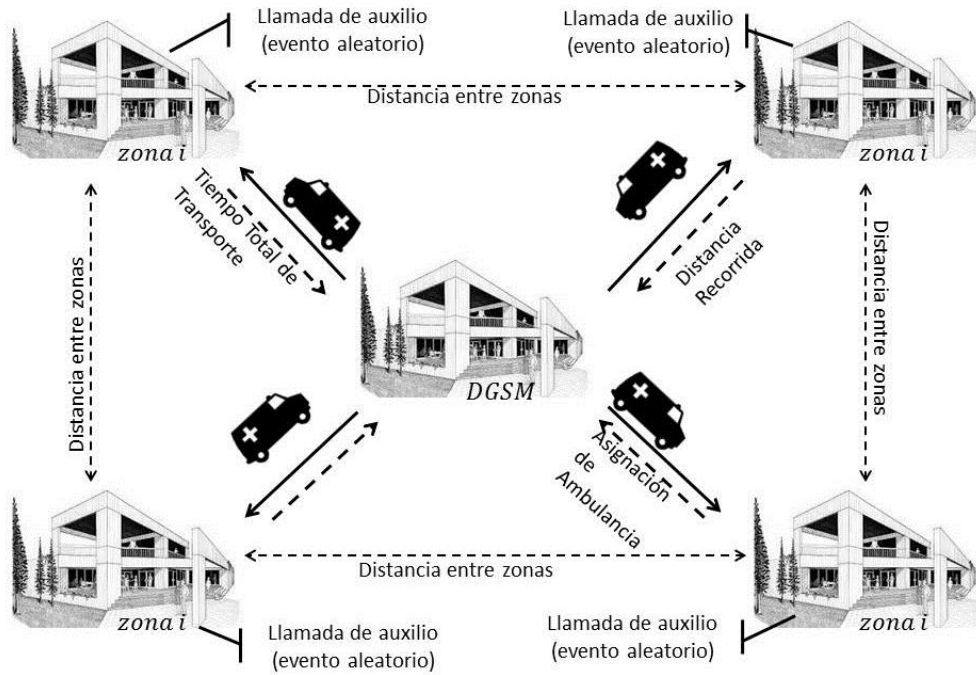 Llamada de auxilio
(evento aleatorio)
Llamada de auxilio
(evento aleatorio)
Distancia entre zonas
zona i
zona i
Tiempo Total de
Transporte
Distancia
Recorrida
Distancia entre zonas
Distancia entre zonas
DGSM
Asignación
de
Ambulancia
Distancia entre zonas
zona i
zona i
Llamada de auxilio
(evento aleatorio)
Llamada de auxilio
(evento aleatorio)